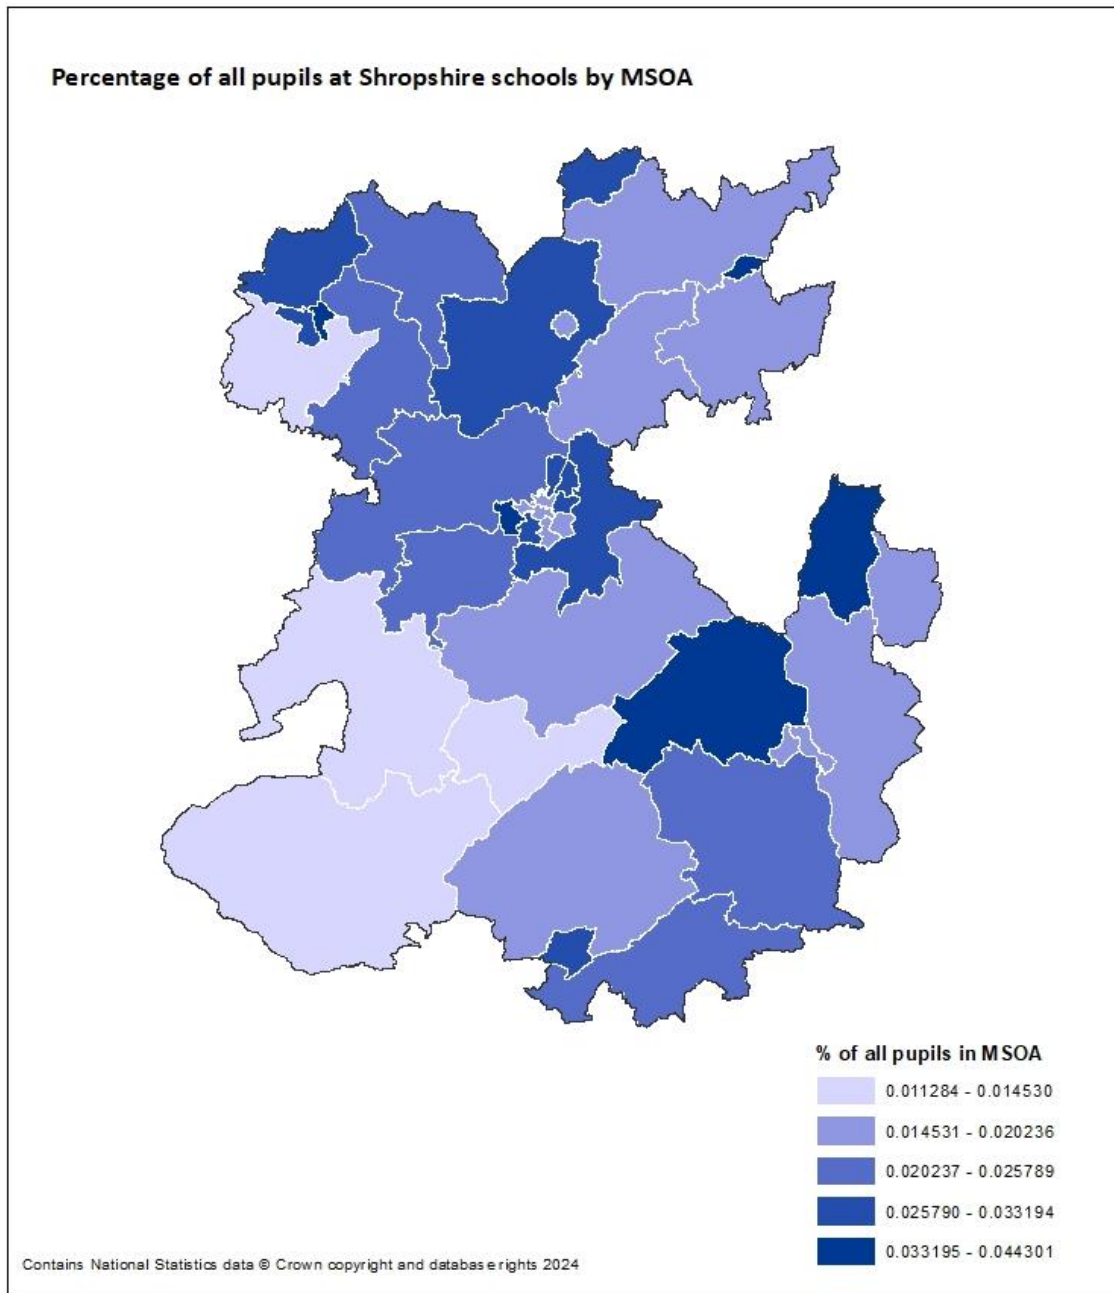 Percentage of all pupils at Shropshire schools by MSOA
% of all pupils in MSOA
0.011284 - 0.014530
0.014531 - 0.020236
0.020237 - 0.025789
0.025790 - 0.033194
0.033195 - 0.044301
Contains National Statistics data © Crown copyright and database rights 2024